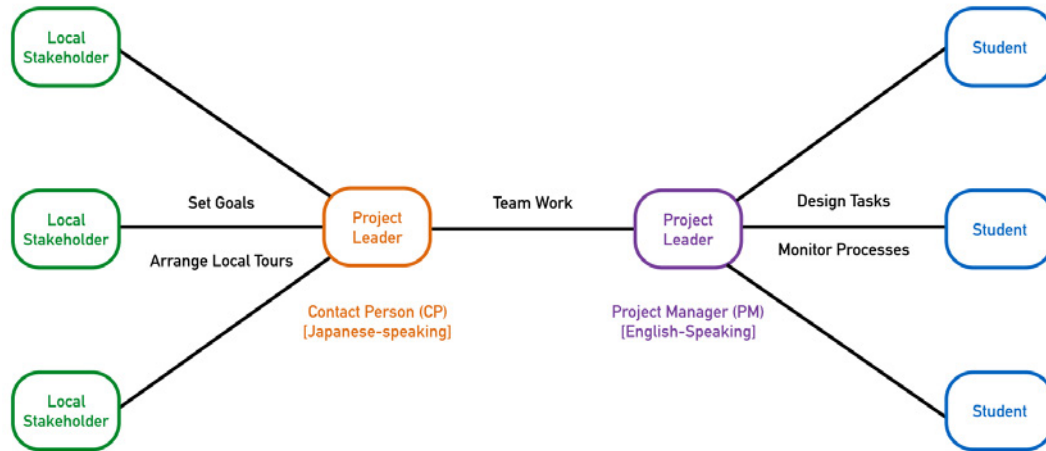 Local
Stakeholder
Student
Local
Stakeholder
Set Goals
Arrange Local Tours
Project
Leader
Team Work
Project
Leader
Design Tasks
Monitor Processes
Student
Contact Person (CP)
[Japanese-speaking]
Project Manager (PM)
[English-Speaking]
Local
Stakeholder
Student